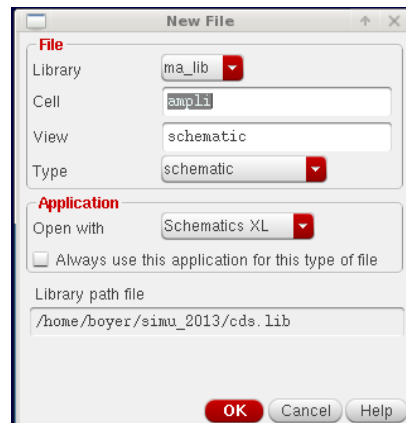 New File
File
Library ma_lib
Cell ampli
View schematic
Type schematic
Application
Open with Schematics XL
Always use this application for this type of file
Library path file
/home/boyer/simu_2013/cds.lib
OK Cancel Help